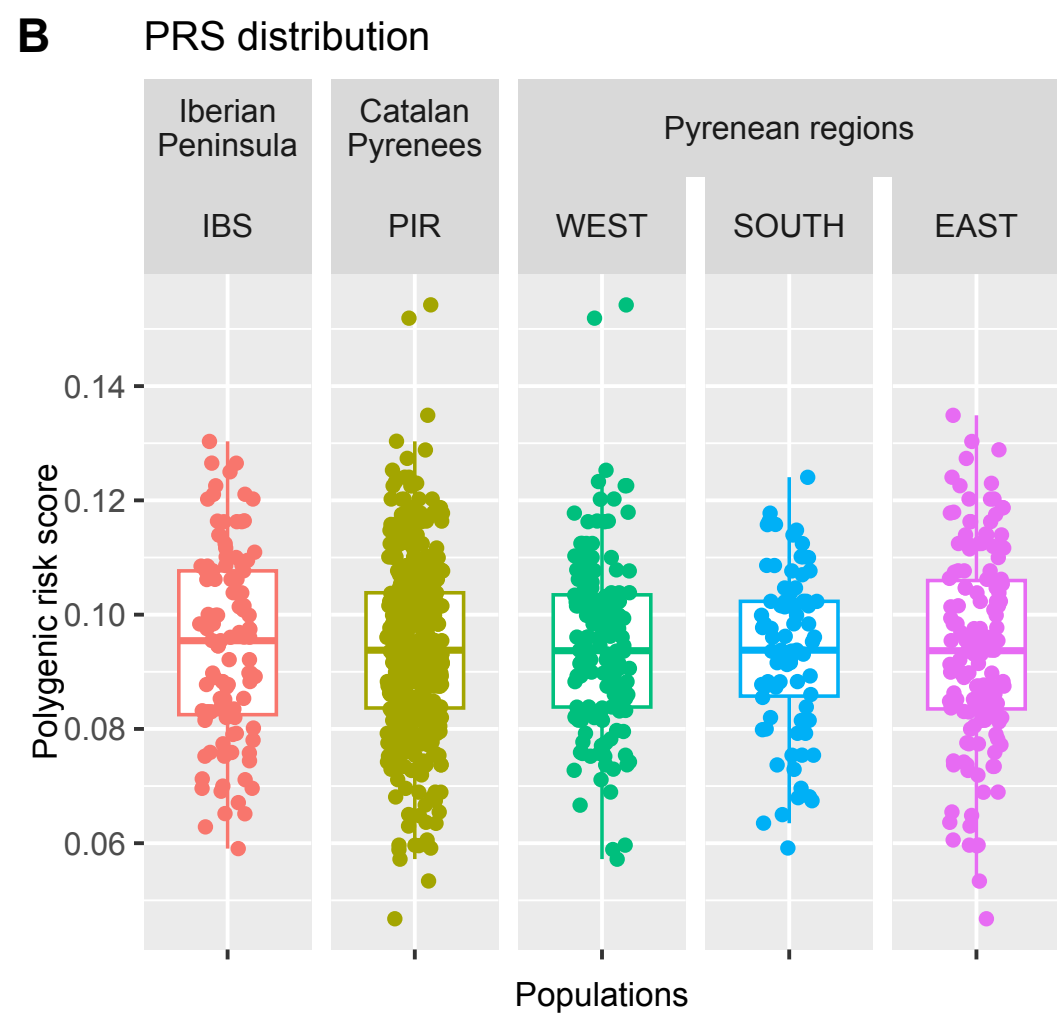 B PRS distribution
Iberian
Peninsula
Catalan
Pyrenees
Pyrenean regions
IBS PIR WEST SOUTH EAST
Polygenic risk score
0.14
0.12
0.10
0.08
0.06
Populations